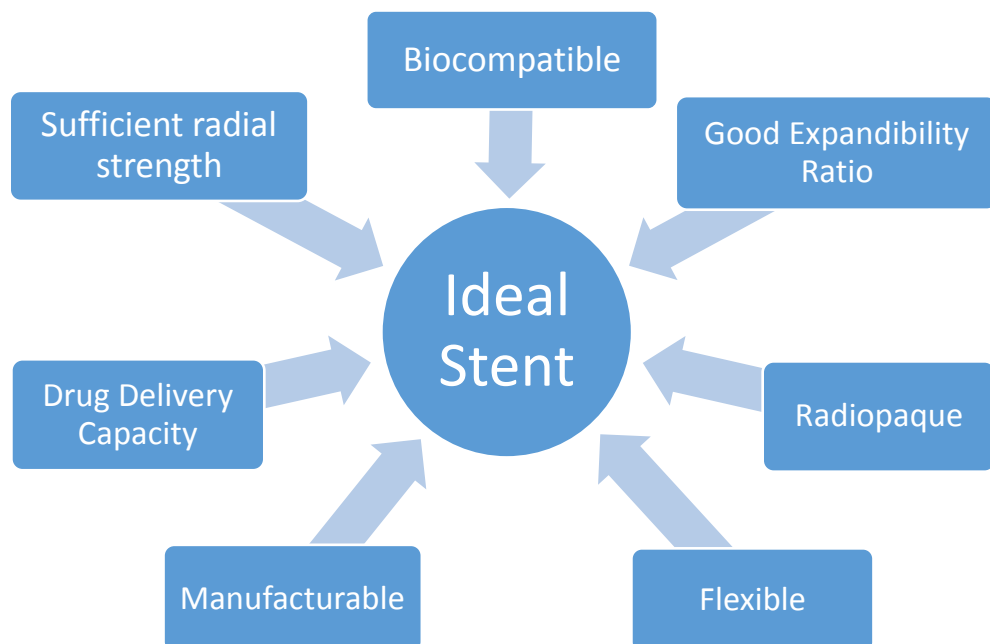 Biocompatible
Sufficient radial
strength
Good Expandibility
Ratio
Ideal
Stent
Drug Delivery
Capacity
Radiopaque
Manufacturable
Flexible